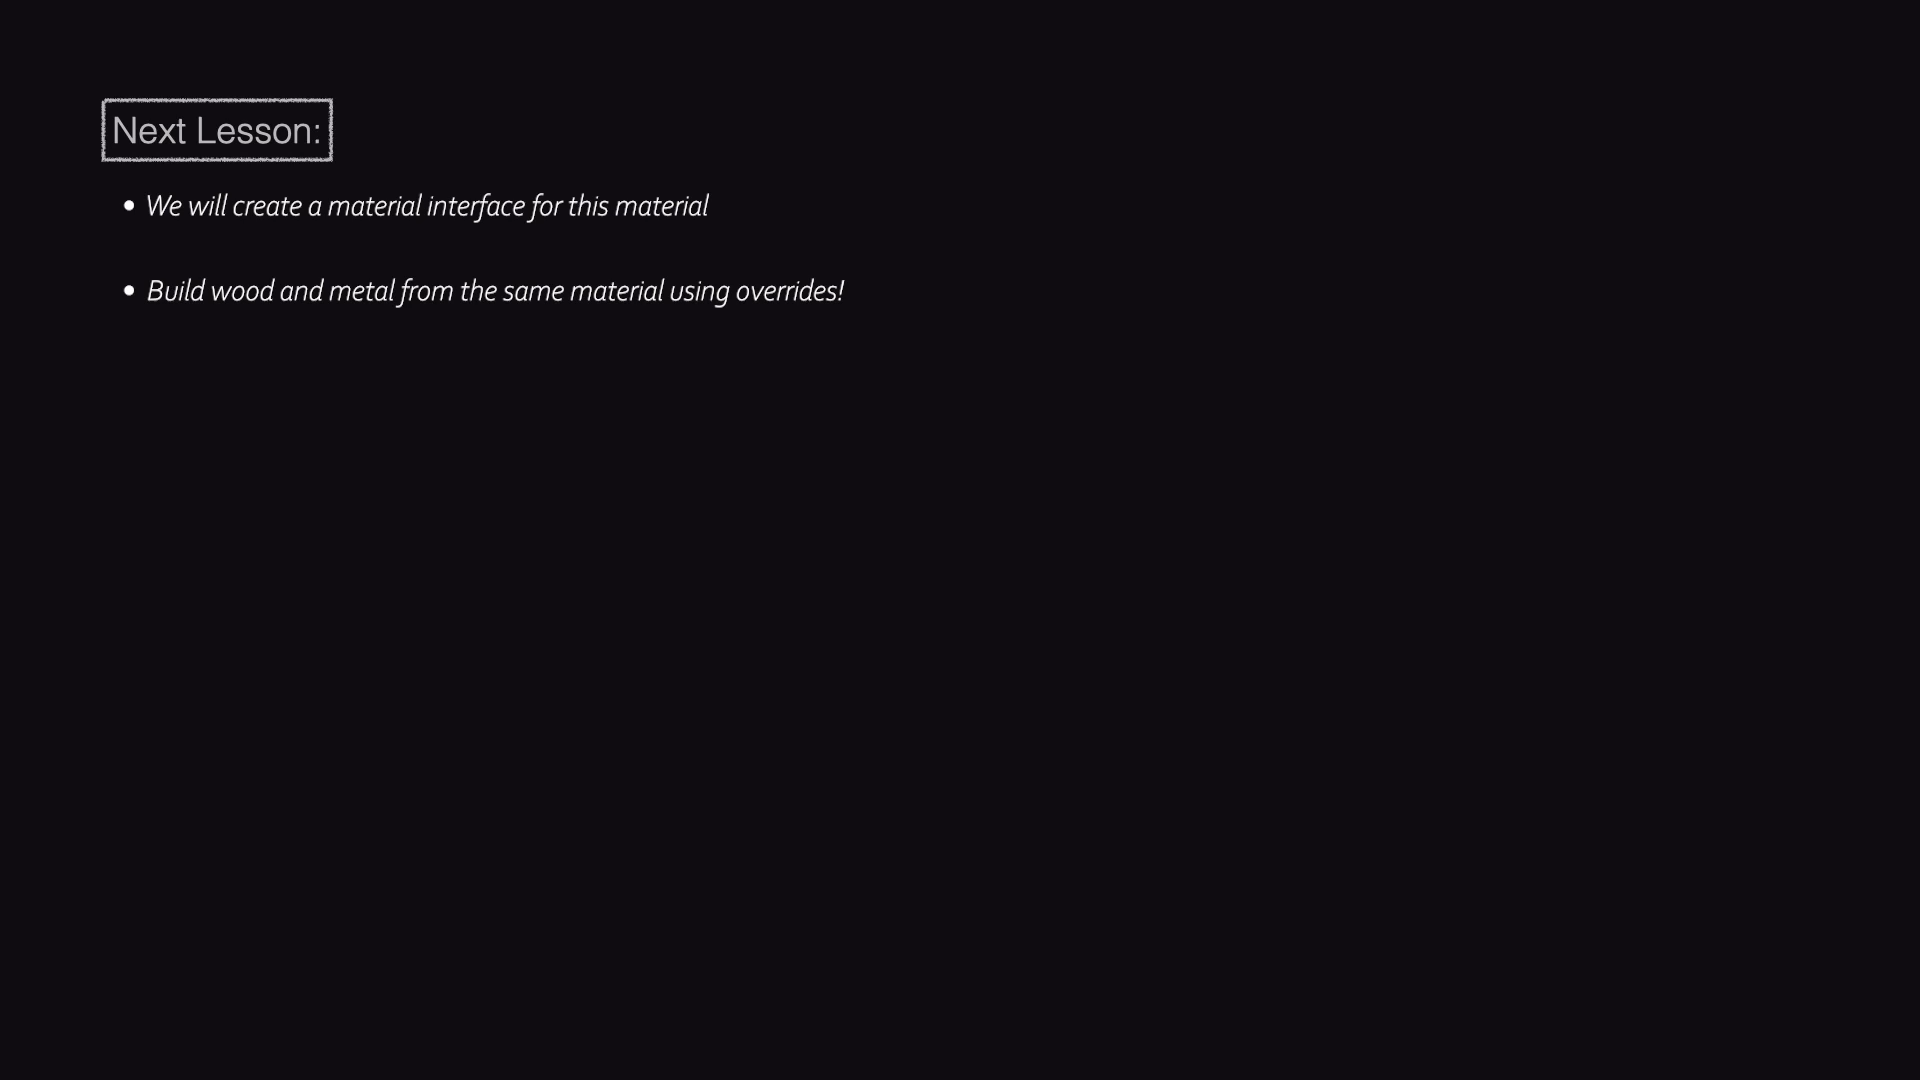 Next Lesson:
• We will create a material interface for this material
• Build wood and metal from the same material using overrides!